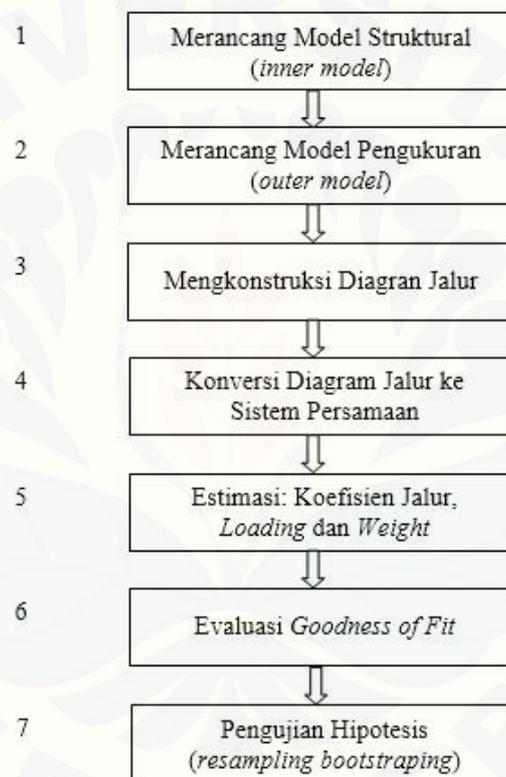 1
Merancang Model Struktural
(inner model)
2
Merancang Model Pengukuran
(outer model)
3
Mengkonstruksi Diagran Jalur
4
Konversi Diagram Jalur ke
Sistem Persamaan
5
Estimasi: Koefisien Jalur,
Loading dan Weight
6
Evaluasi Goodness of Fit
7
Pengujian Hipotesis
(resampling bootstraping)